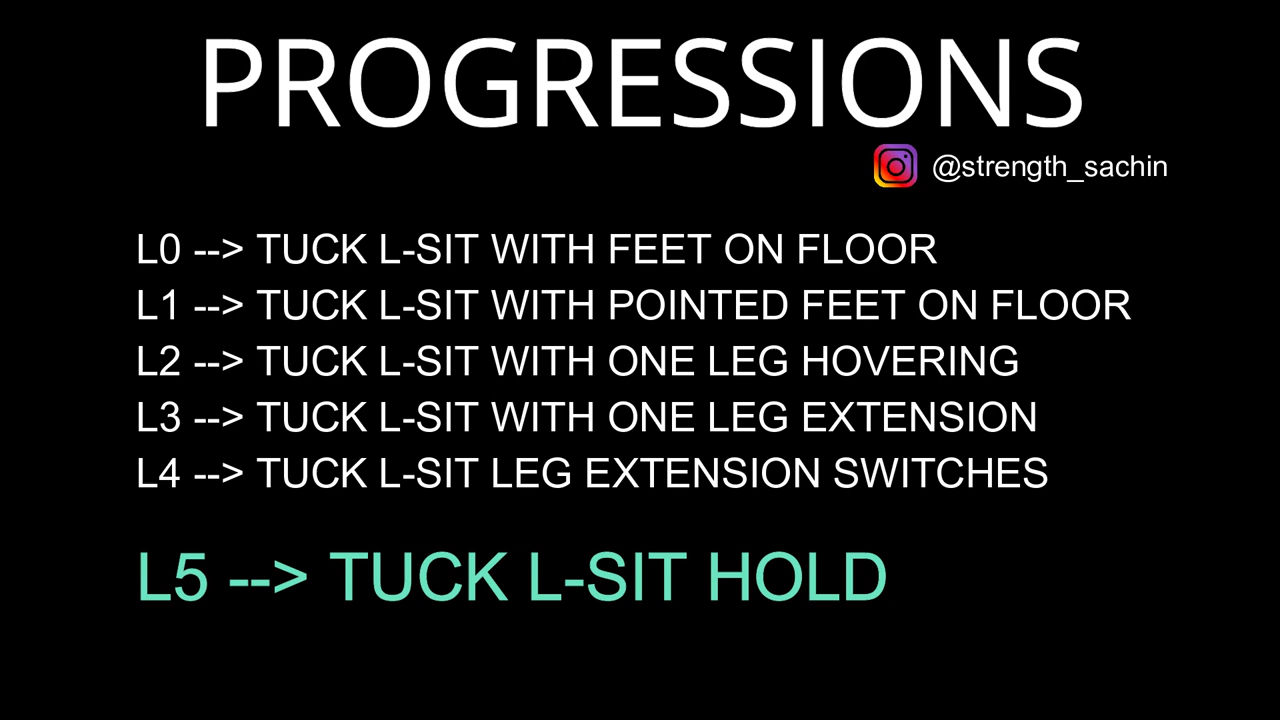 PROGRESSIONS
@strength_sachin
L0 --> TUCK L-SIT WITH FEET ON FLOOR
L1 --> TUCK L-SIT WITH POINTED FEET ON FLOOR
L2 --> TUCK L-SIT WITH ONE LEG HOVERING
L3 --> TUCK L-SIT WITH ONE LEG EXTENSION
L4 --> TUCK L-SIT LEG EXTENSION SWITCHES
L5 --> TUCK L-SIT HOLD